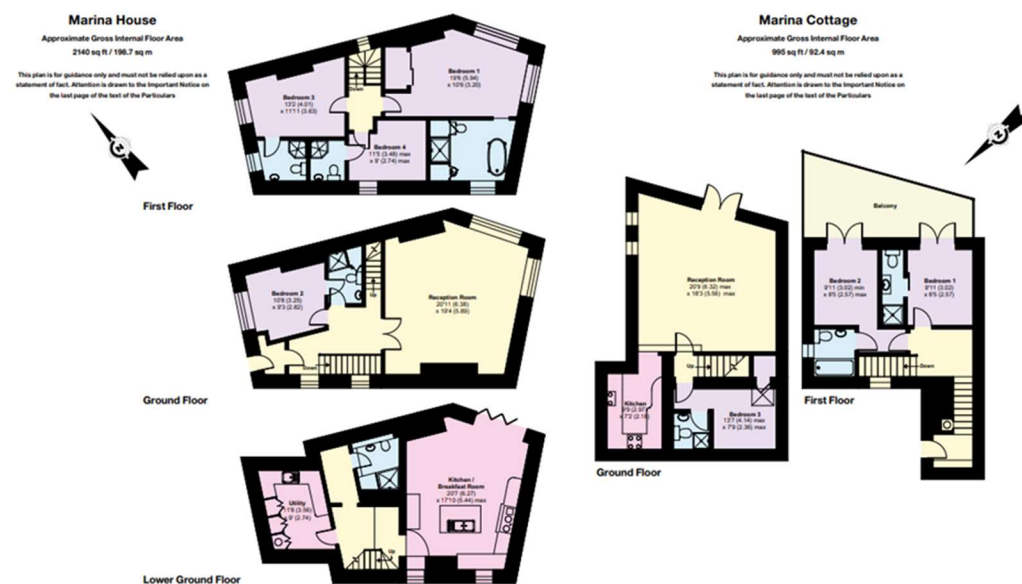 Marina House
Approximate Gross Internal Floor Area
2140 sq ft / 198.7 sq m
This plan is for guidance only and must not be relied upon as a
statement of fact. Attention is drawn to the Important Notice on
the last page of the text of the Particulars
N
Bedroom 1
19'6 (5.94)
x 10'6 (3.20)
Bedroom 3
13'2 (4.01)
x 11'11 (3.63)
Down
Bedroom 4
11'5 (3.48) max
x 9' (2.74) max
First Floor
Bedroom 2
10'8 (3.25)
x 9'3 (2.82)
Up
Reception Room
20'11 (6.38)
x 19'4 (5.89)
Down
Ground Floor
Kitchen /
Breakfast Room
20'7 (6.27)
x 17'10 (5.44) max
Utility
11'8 (3.56)
x 9' (2.74)
Up
Lower Ground Floor
Marina Cottage
Approximate Gross Internal Floor Area
995 sq ft / 92.4 sq m
This plan is for guidance only and must not be relied upon as a
statement of fact. Attention is drawn to the Important Notice on
the last page of the text of the Particulars
N
Reception Room
20'9 (6.32) max
x 18'3 (5.56) max
Up
Kitchen
9'9 (2.97)
x 7'2 (2.18)
Bedroom 3
13'7 (4.14) max
x 7'9 (2.36) max
Ground Floor
Balcony
Bedroom 2
9'11 (3.02) min
x 8'5 (2.57) max
Bedroom 1
9'11 (3.02)
x 8'5 (2.57)
Down
First Floor